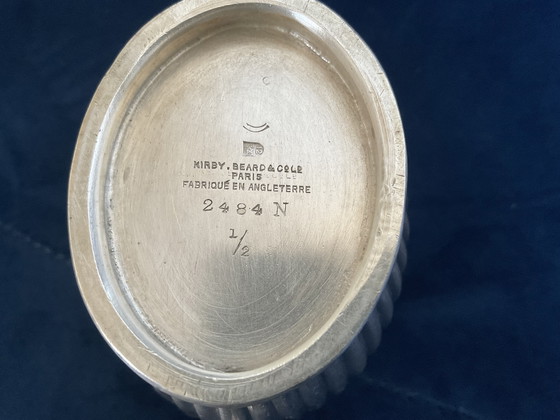 KIRBY, BEARD & Co Ld
PARIS
FABRIQUÉ EN ANGLETERRE
2484 N
1/2